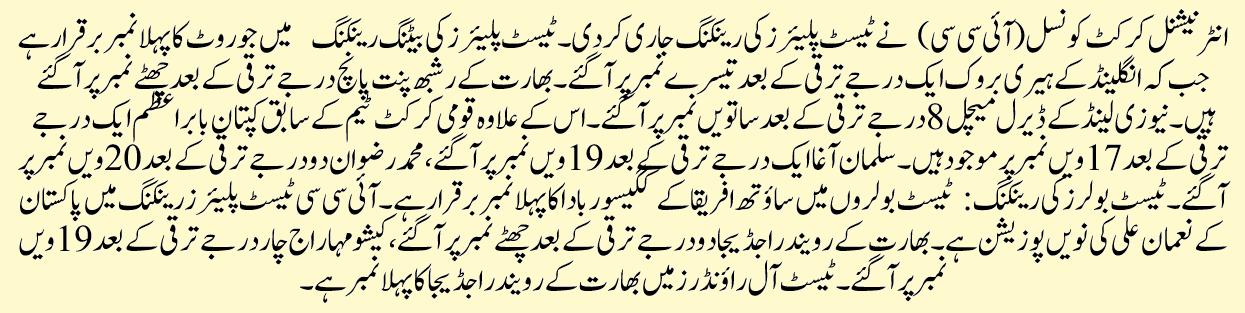 انٹرنیشنل کرکٹ کونسل (آئی سی سی) نے ٹیسٹ پلیئرز کی رینکنگ جاری کردی۔ ٹیسٹ پلیئرز کی بیٹنگ رینکنگ میں جوروٹ کا پہلا نمبر برقرار ہے
جب کہ انگلینڈ کے ہیری بروک ایک درجے ترقی کے بعد تیسرے نمبر پر آگئے۔ بھارت کے رشبھ پنت پانچ درجے ترقی کے بعد چھٹے نمبر پر آگئے
ہیں۔ نیوزی لینڈ کے ڈیرل میچل 8 درجے ترقی کے بعد ساتویں نمبر پر آگئے۔ اس کے علاوہ قومی کرکٹ ٹیم کے سابق کپتان بابر اعظم ایک درجے
ترقی کے بعد 17 ویں نمبر پر موجود ہیں۔ سلمان آغا ایک درجے ترقی کے بعد 19 ویں نمبر پر آگئے، محمد رضوان دو درجے ترقی کے بعد 20 ویں نمبر پر
آگئے۔ ٹیسٹ بولرز کی رینکنگ: ٹیسٹ بولروں میں ساؤتھ افریقا کے ککیسو ربادا کا پہلا نمبر برقرار ہے۔ آئی سی سی ٹیسٹ پلیئرز رینکنگ میں پاکستان
کے نعمان علی کی نویں پوزیشن ہے۔ بھارت کے رویندرا جڈیجا دو درجے ترقی کے بعد چھٹے نمبر پر آگئے، کیشو مہاراج چار درجے ترقی کے بعد 19 ویں
نمبر پر آگئے۔ ٹیسٹ آل راؤنڈرز میں بھارت کے رویندرا جڈیجا کا پہلا نمبر ہے۔